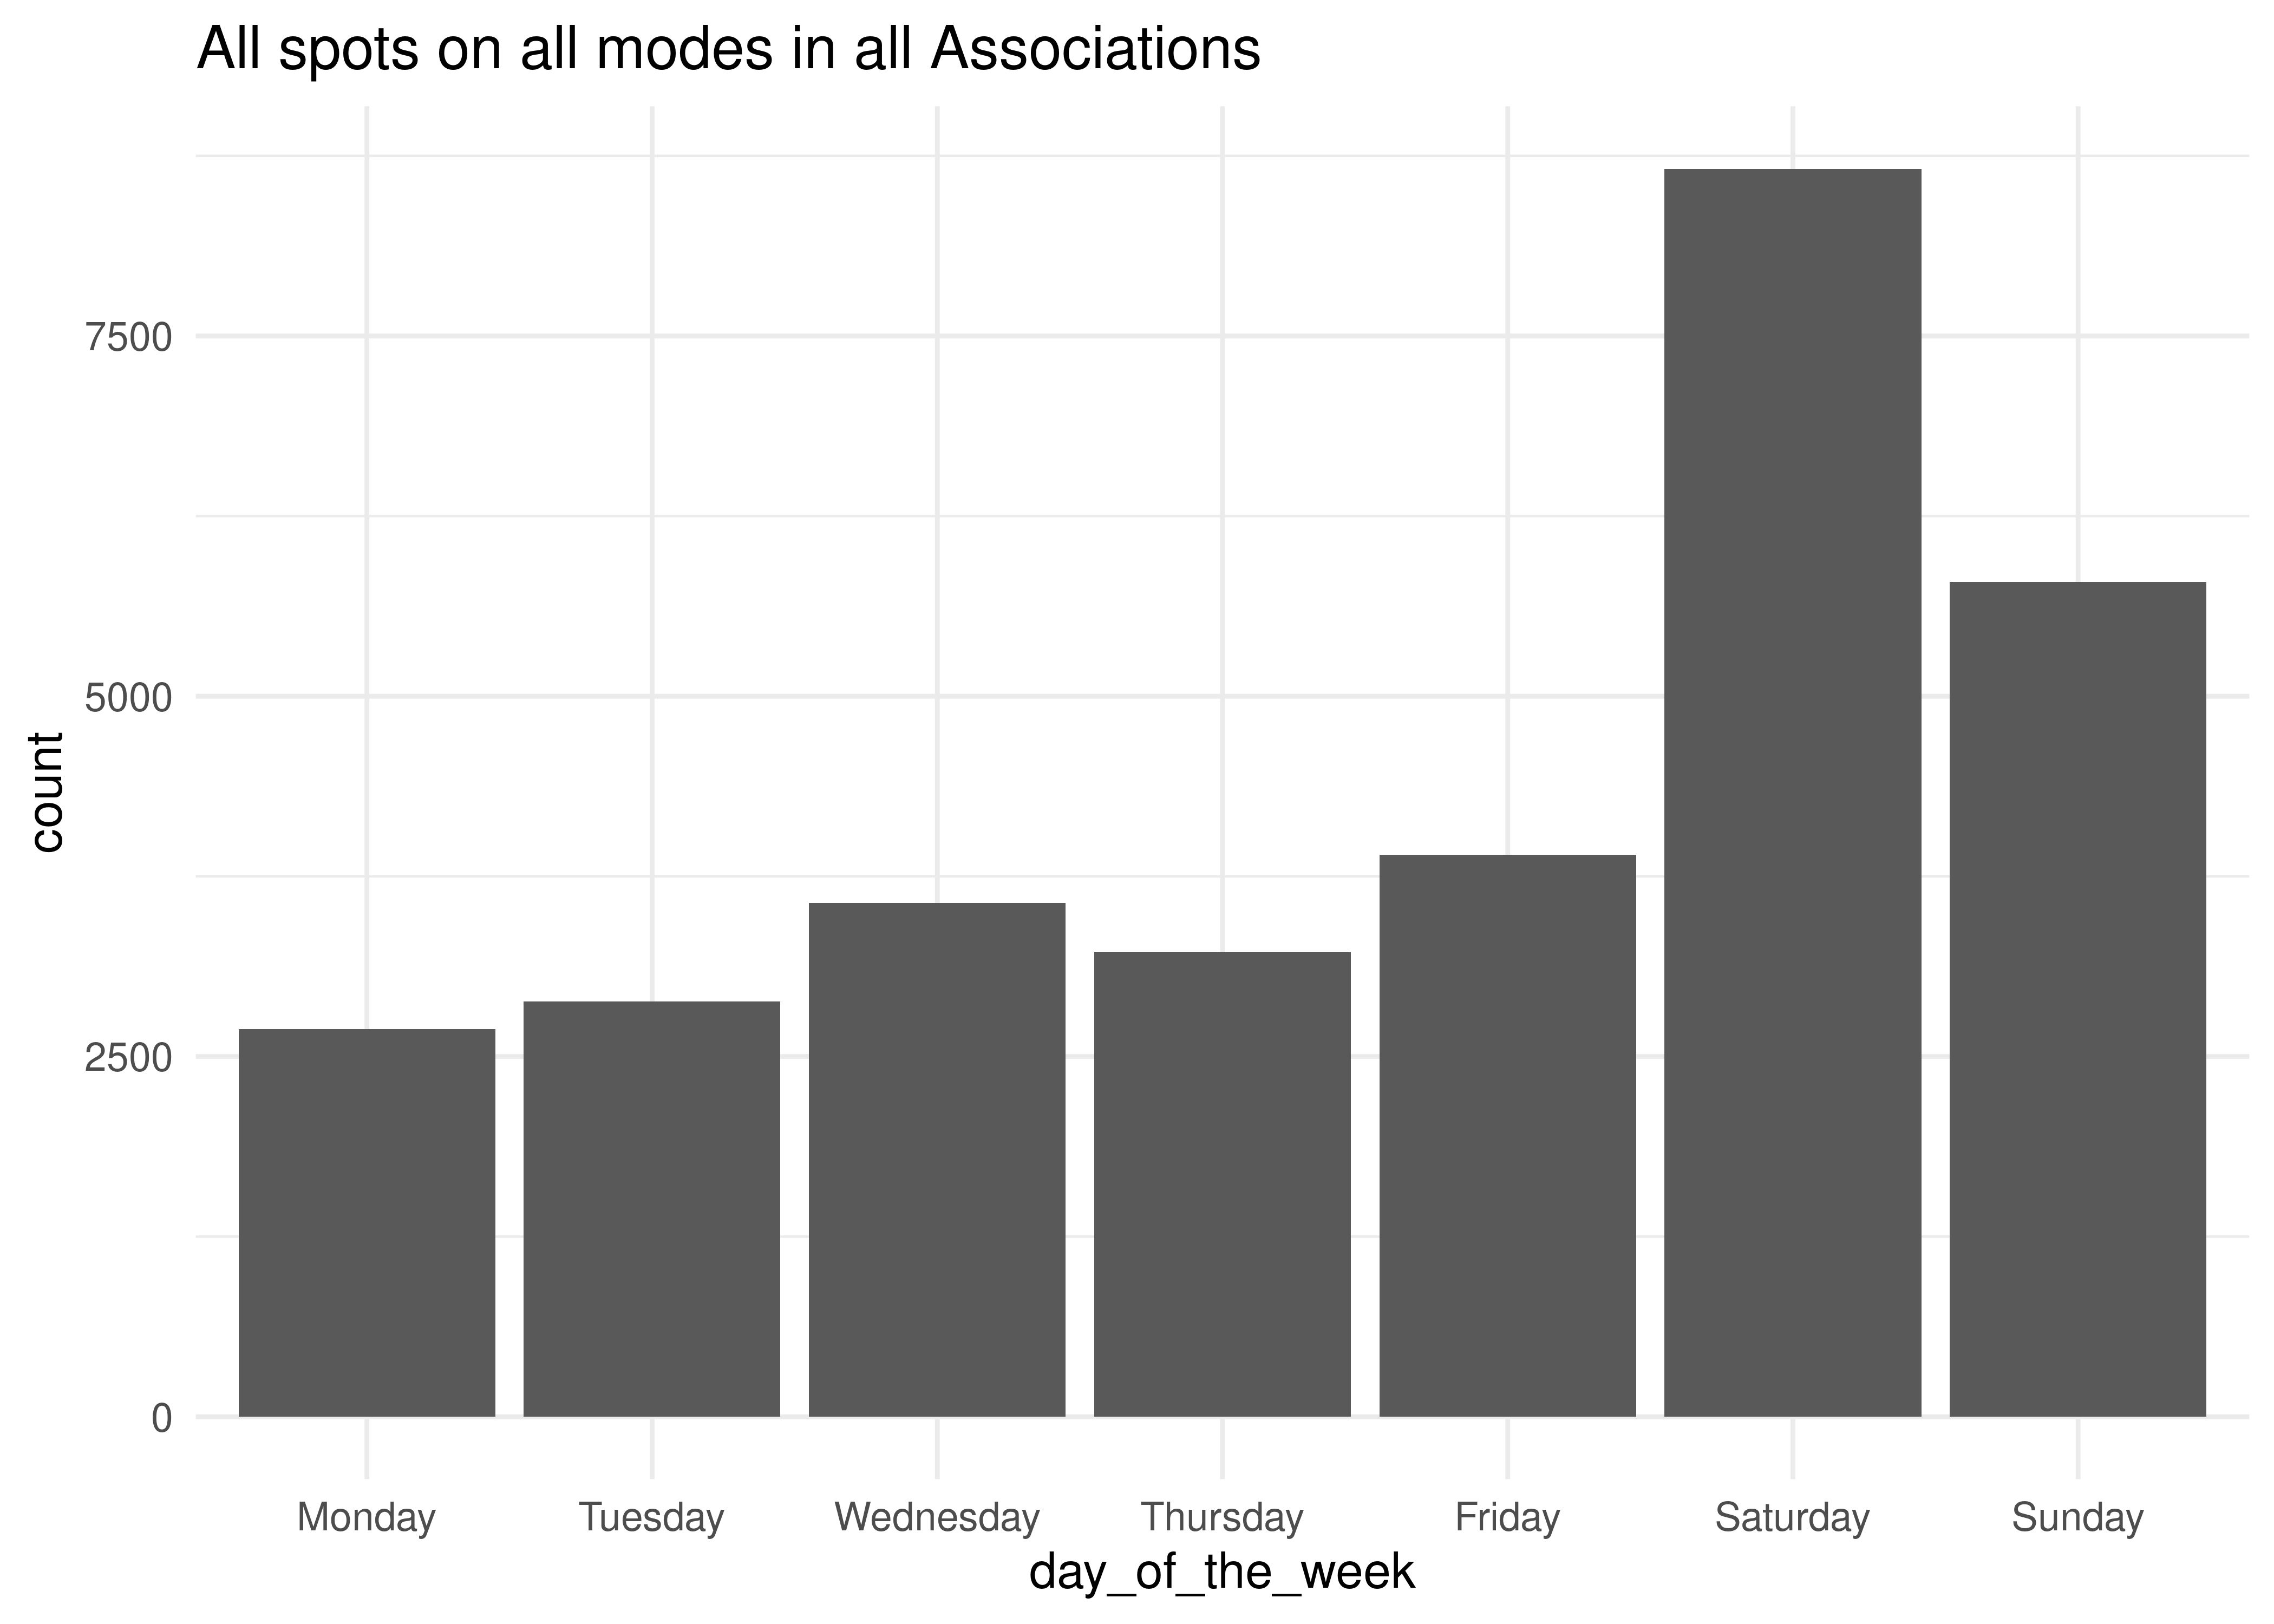 All spots on all modes in all Associations
7500
5000
2500
0
count
Monday Tuesday Wednesday Thursday Friday Saturday Sunday
day_of_the_week